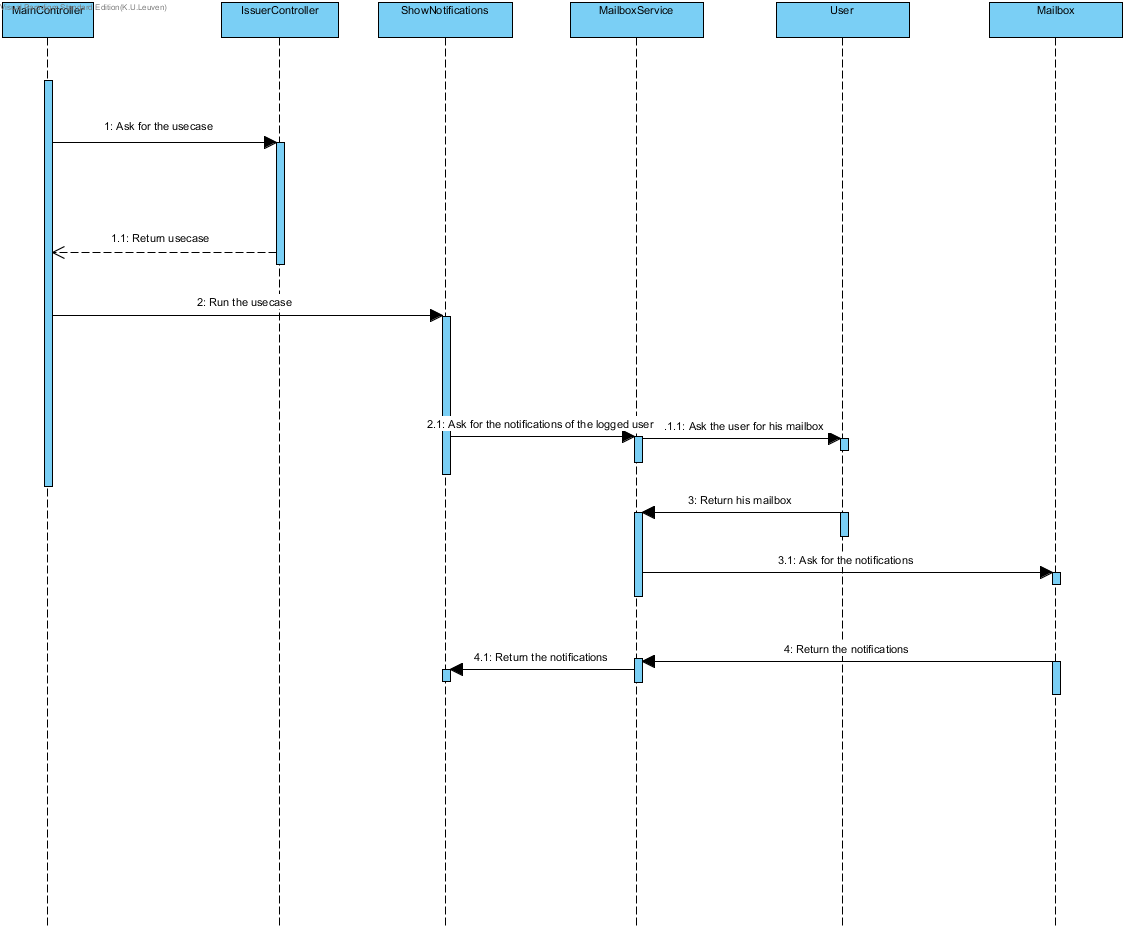 Edition(K.U.Leuven)
MainController
IssuerController
ShowNotifications
MailboxService
User
Mailbox
1: Ask for the usecase
1.1: Return usecase
2: Run the usecase
2.1: Ask for the notifications of the logged user
.1.1: Ask the user for his mailbox
3: Return his mailbox
3.1: Ask for the notifications
4: Return the notifications
4.1: Return the notifications